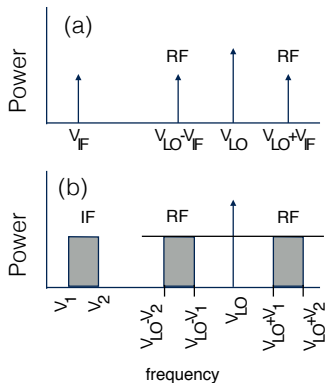 (a)
Power
RF
RF
V_IF
V_LO-V_IF
V_LO
V_LO+V_IF
(b)
Power
IF
RF
RF
V_1
V_2
V_LO-V_2
V_LO-V_1
V_LO
V_LO+V_1
V_LO+V_2
frequency